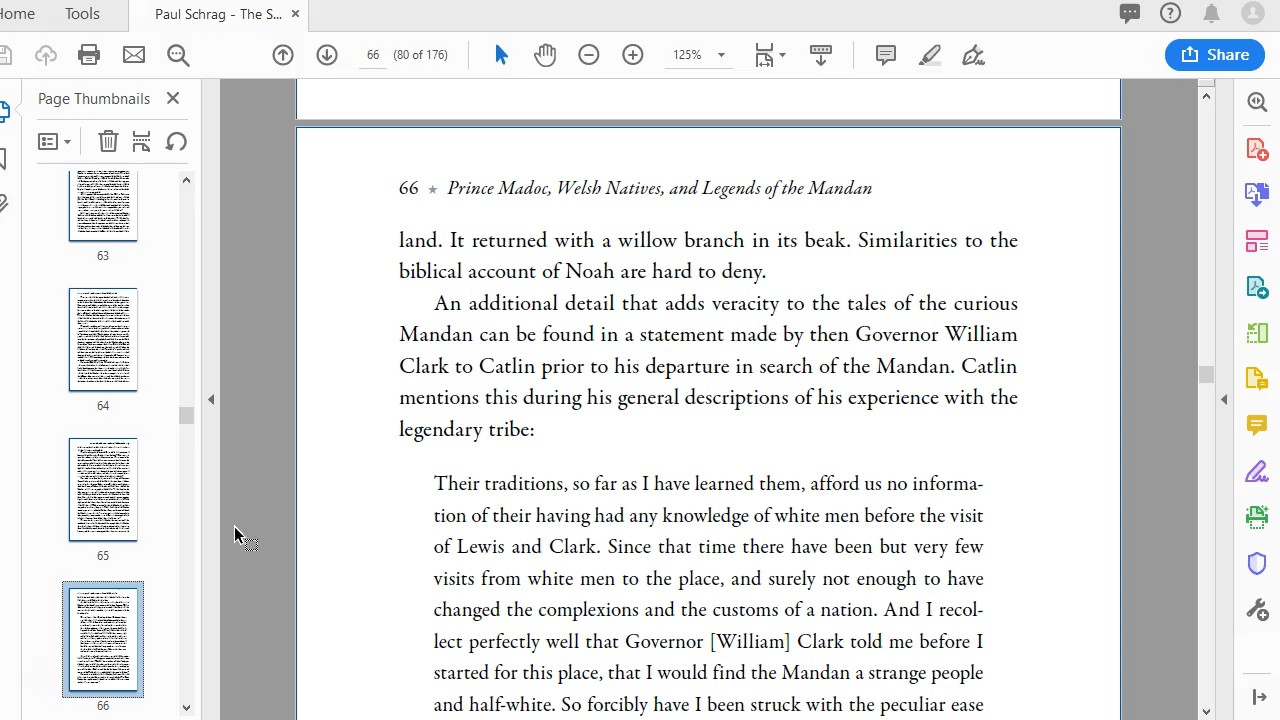 Home Tools Paul Schrag - The S... ×
66 (80 of 176) 125% Share
Page Thumbnails
63
64
65
66
66 ★ Prince Madoc, Welsh Natives, and Legends of the Mandan
land. It returned with a willow branch in its beak. Similarities to the
biblical account of Noah are hard to deny.
An additional detail that adds veracity to the tales of the curious
Mandan can be found in a statement made by then Governor William
Clark to Catlin prior to his departure in search of the Mandan. Catlin
mentions this during his general descriptions of his experience with the
legendary tribe:
Their traditions, so far as I have learned them, afford us no informa-
tion of their having had any knowledge of white men before the visit
of Lewis and Clark. Since that time there have been but very few
visits from white men to the place, and surely not enough to have
changed the complexions and the customs of a nation. And I recol-
lect perfectly well that Governor [William] Clark told me before I
started for this place, that I would find the Mandan a strange people
and half-white. So forcibly have I been struck with the peculiar ease